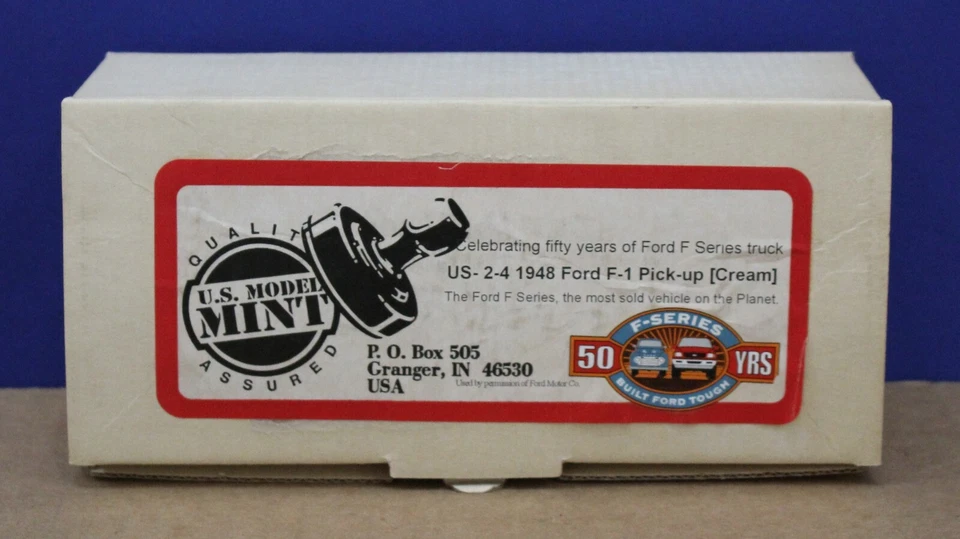 QUALITY
U.S. MODEL
MINT
ASSURED
Celebrating fifty years of Ford F Series truck
US- 2-4 1948 Ford F-1 Pick-up [Cream]
The Ford F Series, the most sold vehicle on the Planet.
P. O. Box 505
Granger, IN 46530
USA
Used by permission of Ford Motor Co.
F-SERIES
50 YRS
BUILT FORD TOUGH